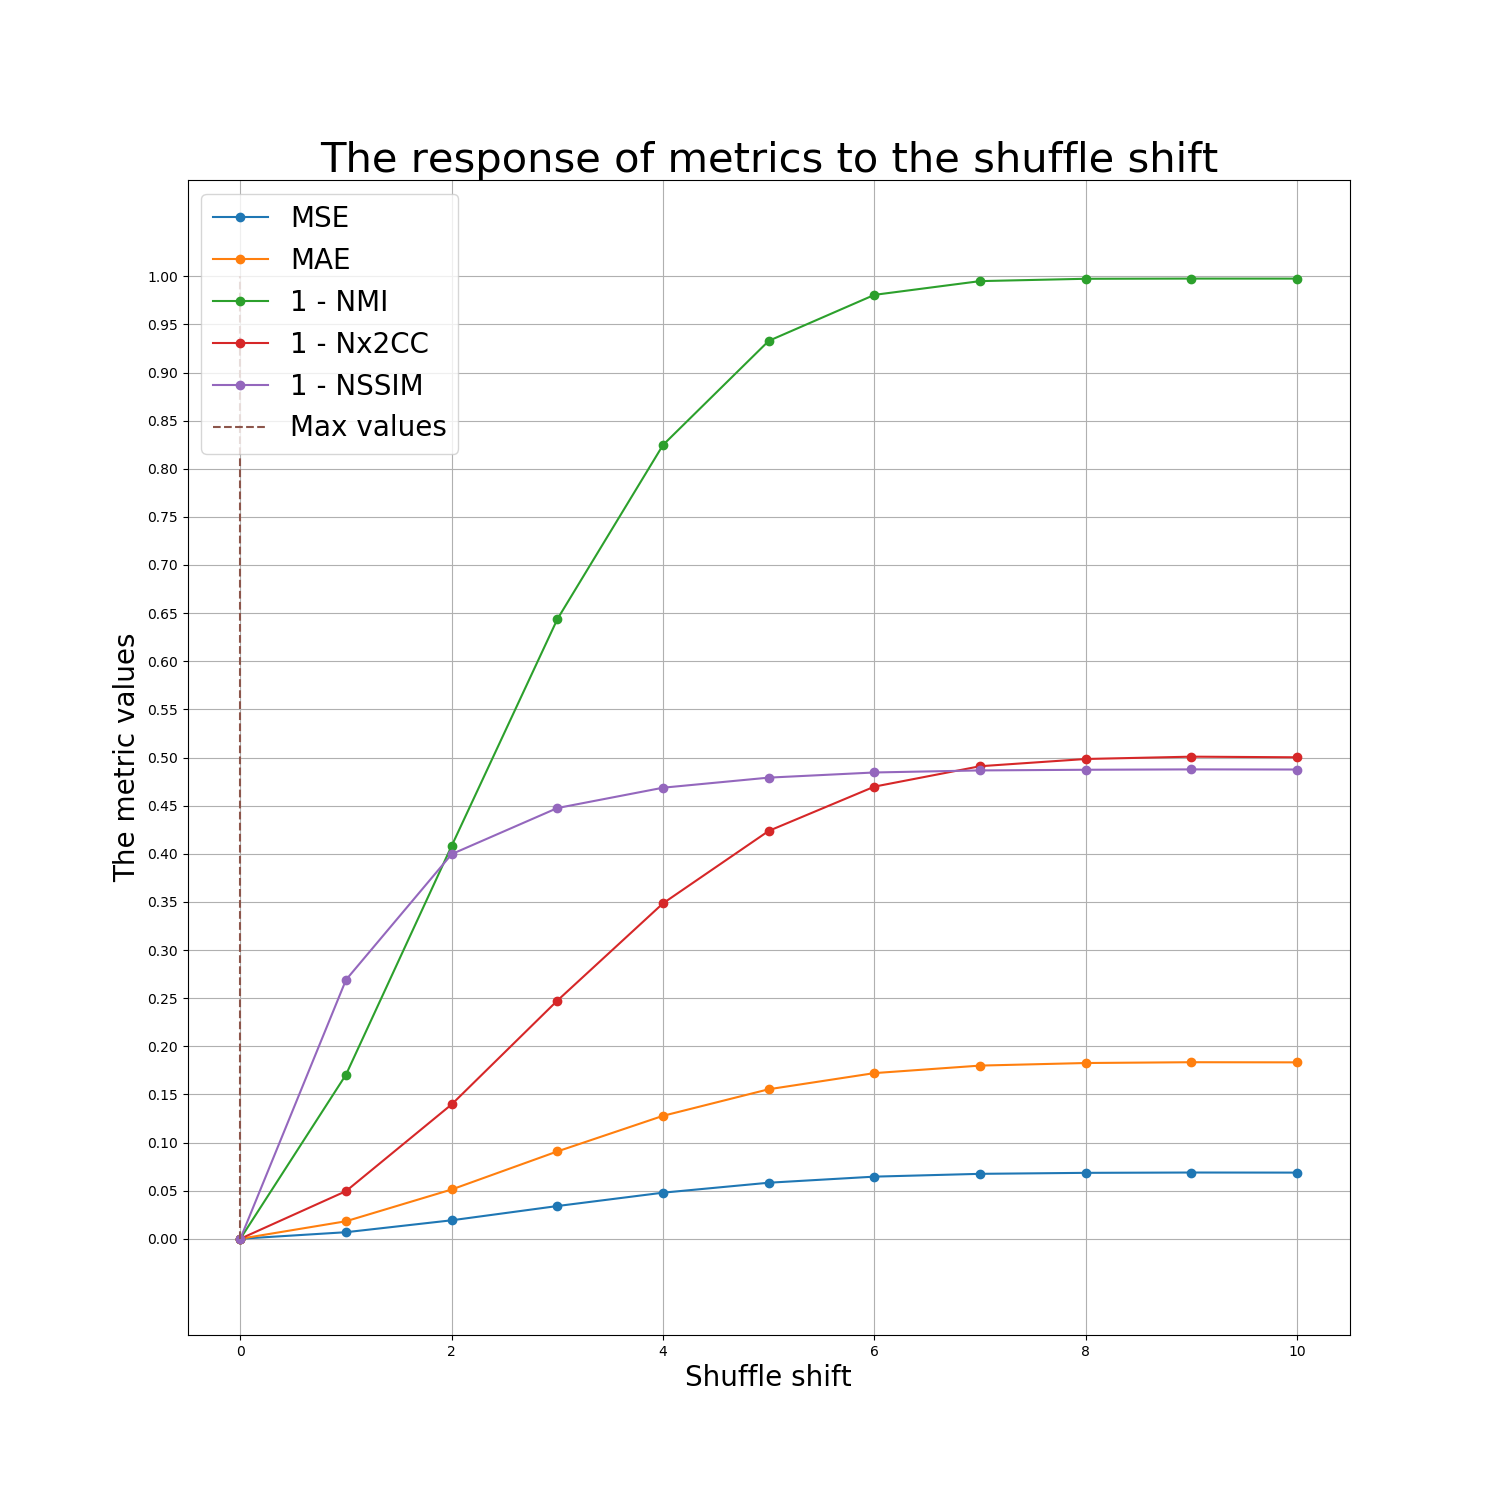 The response of metrics to the shuffle shift
MSE
MAE
1 - NMI
1 - Nx2CC
1 - NSSIM
Max values
The metric values
1.00
0.95
0.90
0.85
0.80
0.75
0.70
0.65
0.60
0.55
0.50
0.45
0.40
0.35
0.30
0.25
0.20
0.15
0.10
0.05
0.00
0 2 4 6 8 10
Shuffle shift